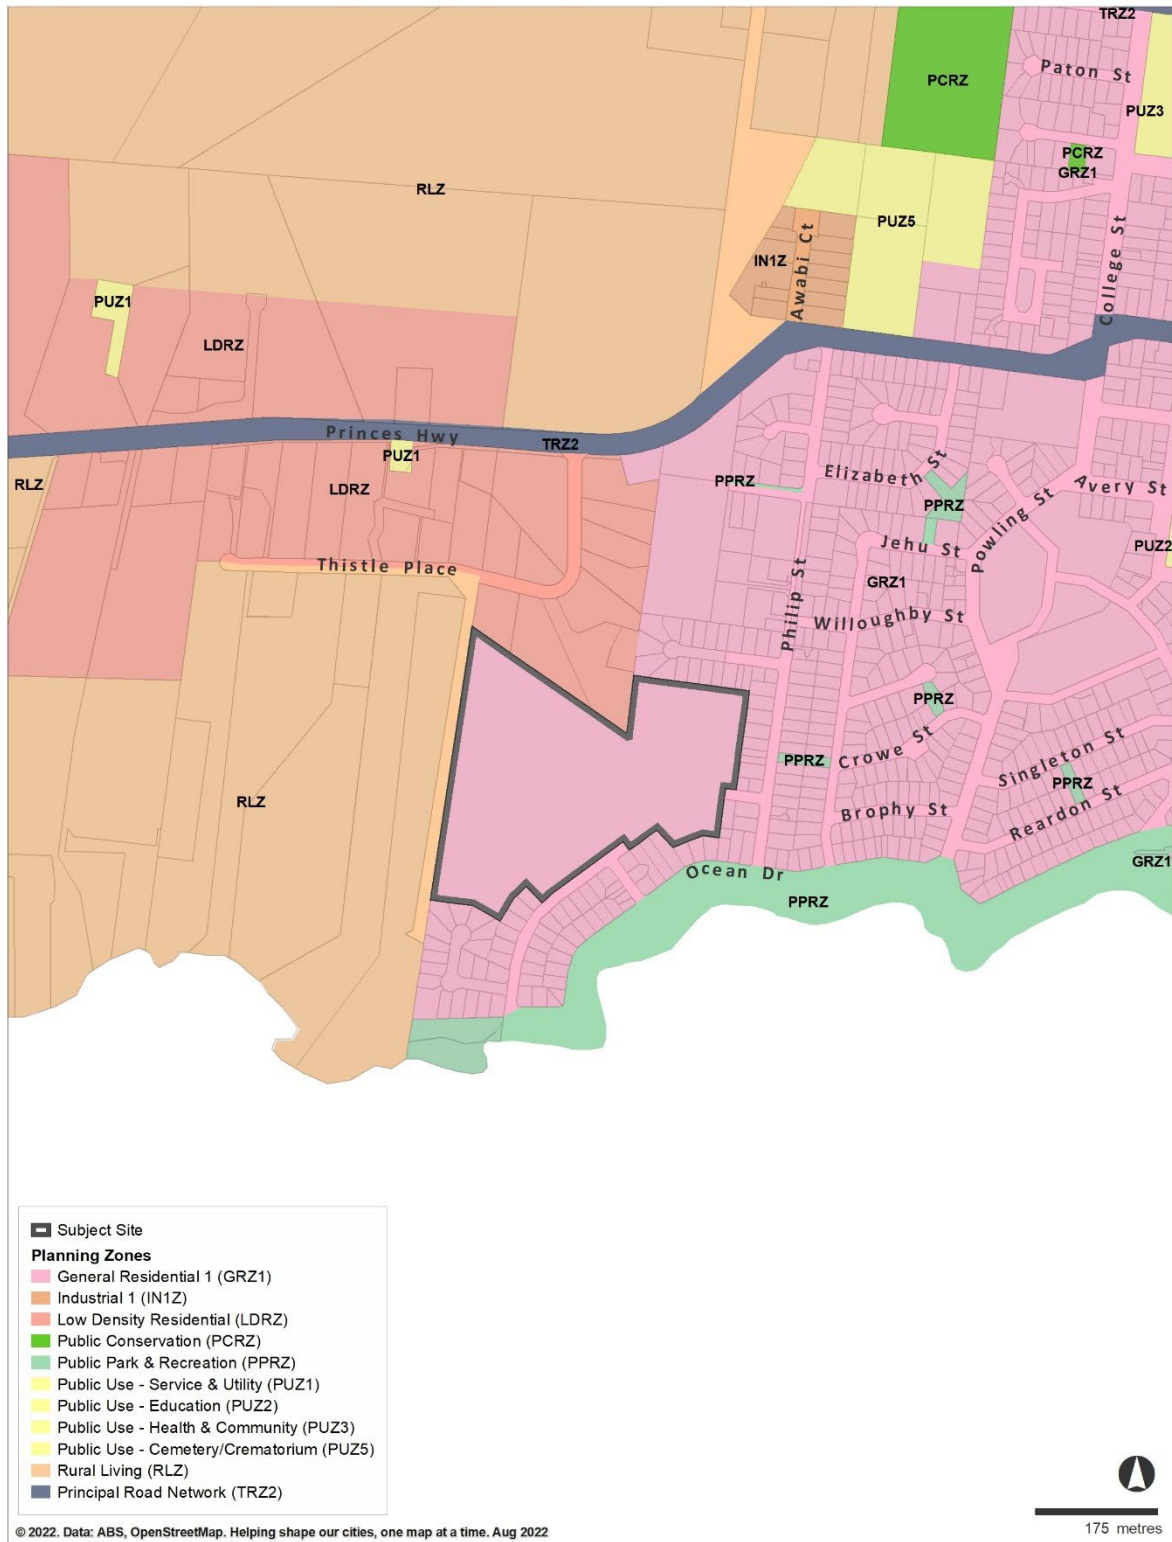 TRZ2
Paton St
PCRZ
PUZ3
PCRZ
GRZ1
RLZ
PUZ5
College St
IN1Z
Awabi Ct
PUZ1
LDRZ
Princes Hwy
TRZ2
PUZ1
RLZ
LDRZ
PPRZ
Elizabeth St
PPRZ
Avery St
Powling St
Jehu St
PUZ2
Thistle Place
Philip St
GRZ1
Willoughby St
PPRZ
Crowe St
PPRZ
Singleton St
PPRZ
RLZ
Brophy St
Reardon St
Ocean Dr
GRZ1
PPRZ
Subject Site
Planning Zones
General Residential 1 (GRZ1)
Industrial 1 (IN1Z)
Low Density Residential (LDRZ)
Public Conservation (PCRZ)
Public Park & Recreation (PPRZ)
Public Use - Service & Utility (PUZ1)
Public Use - Education (PUZ2)
Public Use - Health & Community (PUZ3)
Public Use - Cemetery/Crematorium (PUZ5)
Rural Living (RLZ)
Principal Road Network (TRZ2)
175 metres
© 2022. Data: ABS, OpenStreetMap. Helping shape our cities, one map at a time. Aug 2022